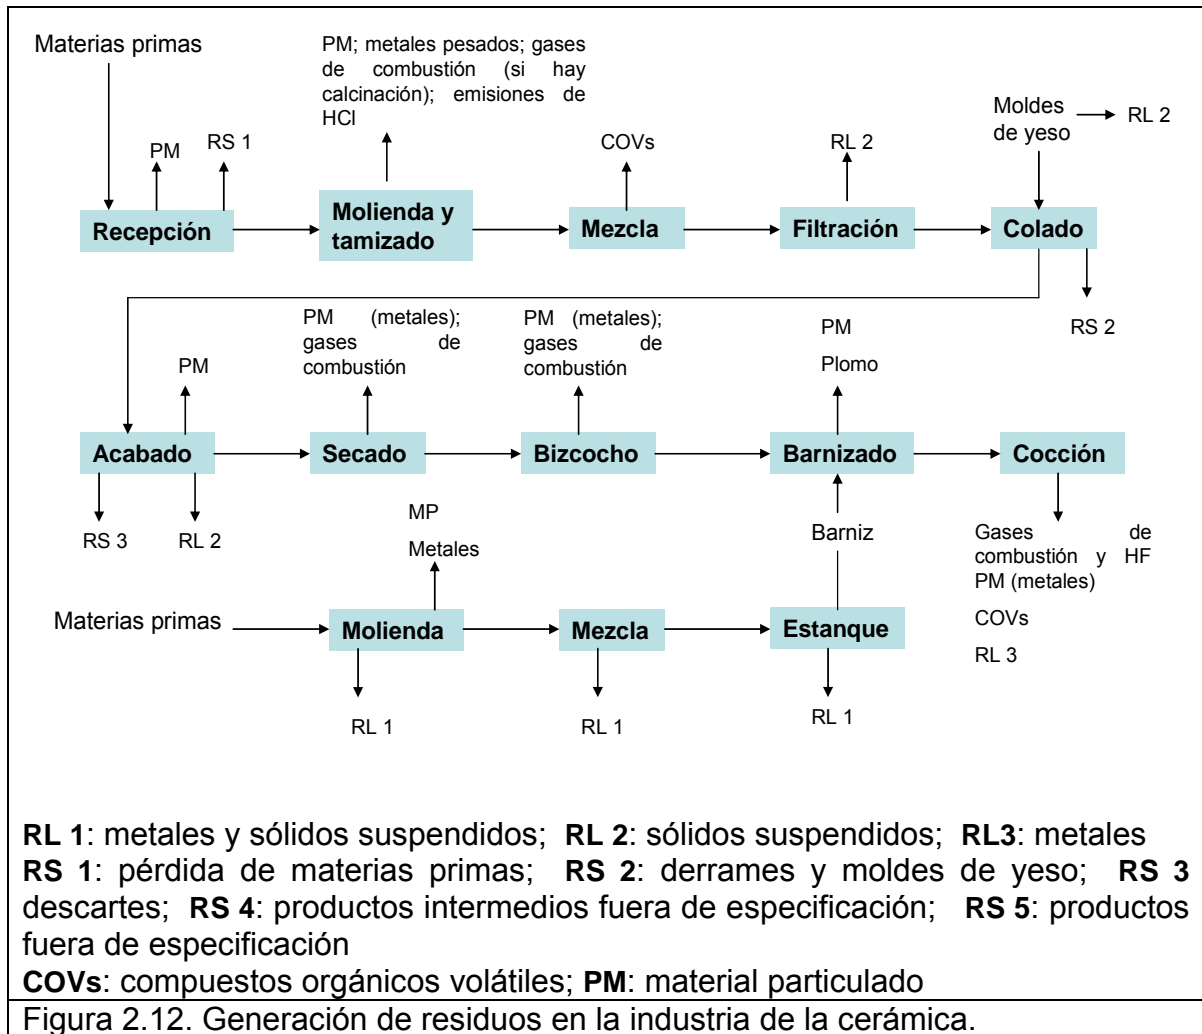 Materias primas
PM; metales pesados; gases
de combustión (si hay
calcinación); emisiones de
HCl
PM
RS 1
COVs
RL 2
Moldes
de yeso
RL 2
Recepción
Molienda y
tamizado
Mezcla
Filtración
Colado
RS 2
PM
PM (metales);
gases de
combustión
PM (metales);
gases de
combustión
PM
Plomo
Acabado
Secado
Bizcocho
Barnizado
Cocción
RS 3
RL 2
MP
Metales
Barniz
Gases de
combustión y HF
PM (metales)
COVs
RL 3
Materias primas
Molienda
Mezcla
Estanque
RL 1
RL 1
RL 1
RL 1: metales y sólidos suspendidos; RL 2: sólidos suspendidos; RL3: metales
RS 1: pérdida de materias primas; RS 2: derrames y moldes de yeso; RS 3
descartes; RS 4: productos intermedios fuera de especificación; RS 5: productos
fuera de especificación
COVs: compuestos orgánicos volátiles; PM: material particulado
Figura 2.12. Generación de residuos en la industria de la cerámica.